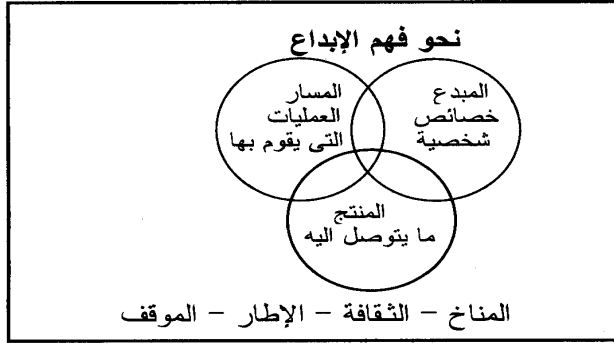 نحو فهم الإبداع
المبدع
خصائص
شخصية
المسار
العمليات
التى يقوم بها
المنتج
ما يتوصل اليه
المناخ – الثقافة – الإطار – الموقف